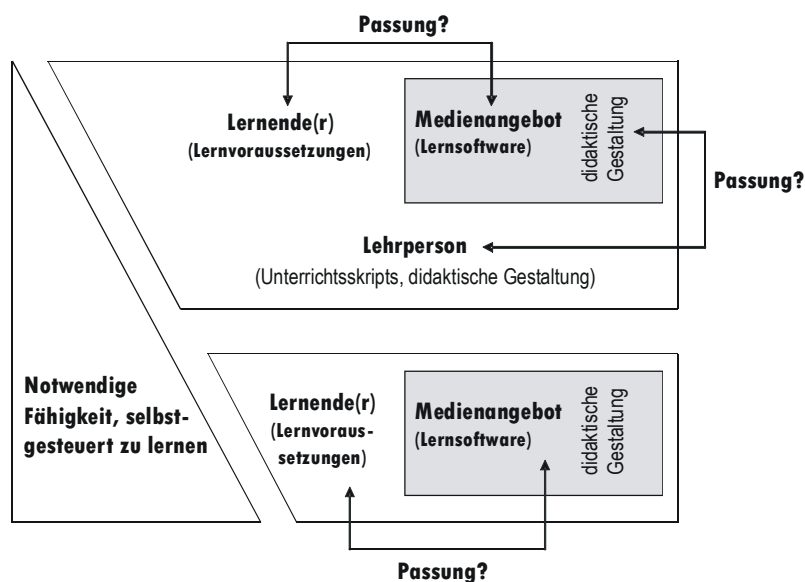 Passung?
Lernende(r)
(Lernvoraussetzungen)
Medienangebot
(Lernsoftware)
didaktische
Gestaltung
Passung?
Lehrperson
(Unterrichtsskripts, didaktische Gestaltung)
Notwendige
Fähigkeit, selbst-
gesteuert zu lernen
Lernende(r)
(Lernvoraus-
setzungen)
Medienangebot
(Lernsoftware)
didaktische
Gestaltung
Passung?